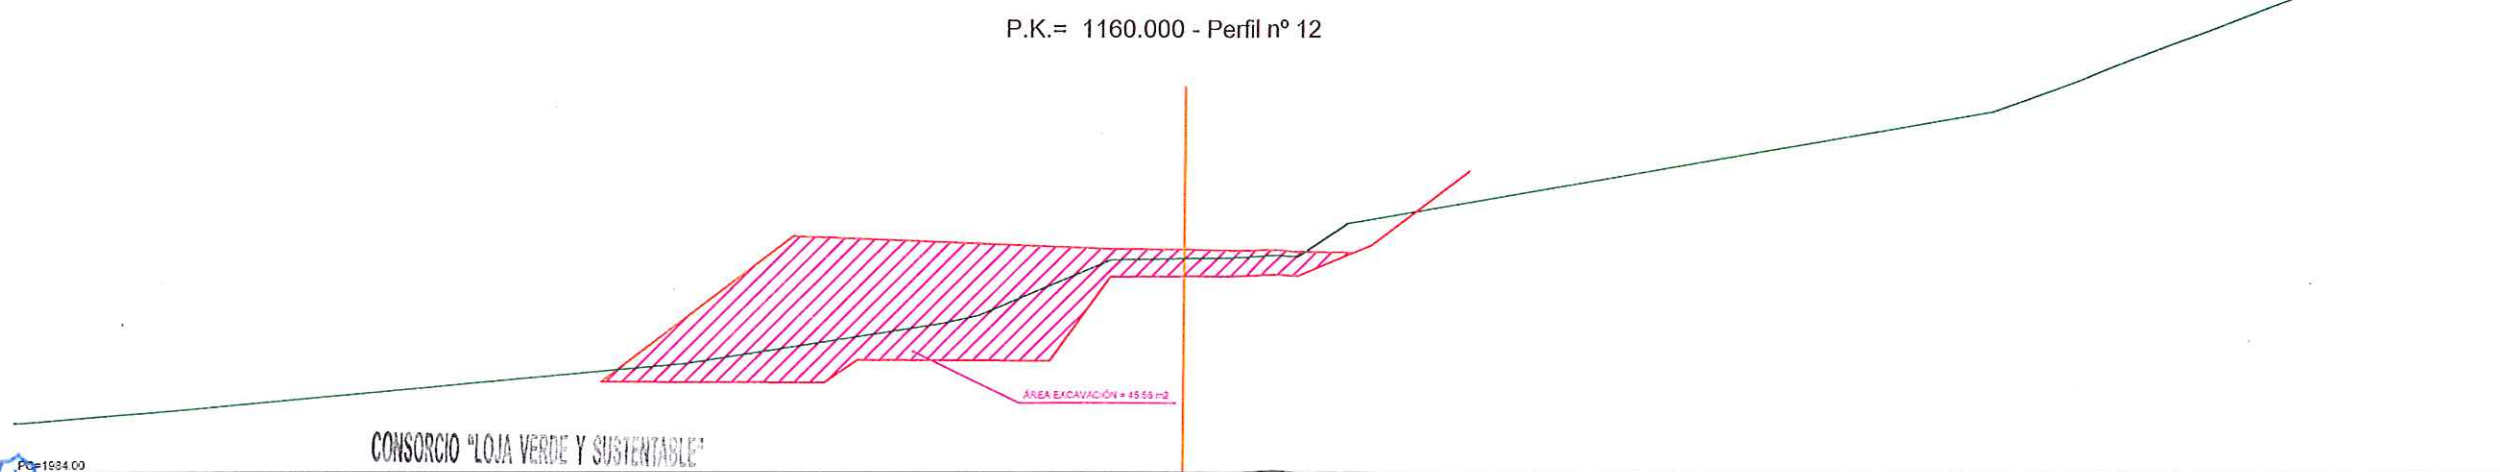 P.K.= 1160.000 - Perfil nº 12
ÁREA EXCAVACIÓN = 45.56 m2
CONSORCIO "LOJA VERDE Y SUSTENTABLE"
PC=1984.00